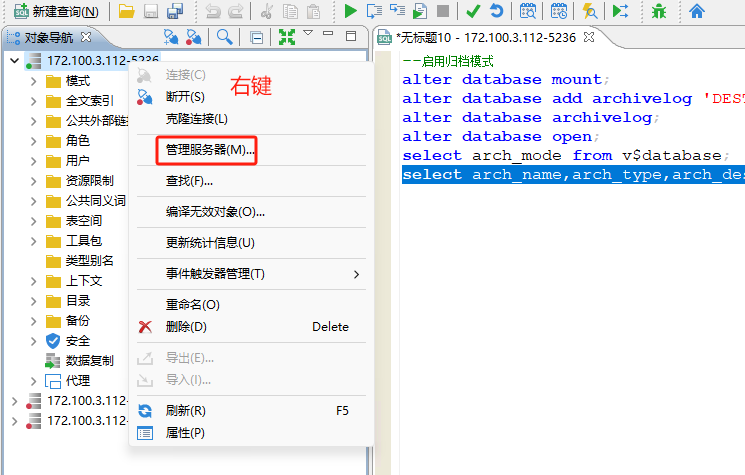 新建查询(N)
对象导航
*无标题10 - 172.100.3.112-5236
172.100.3.112-5236
模式
全文索引
公共外部链
角色
用户
资源限制
公共同义词
表空间
工具包
类型别名
上下文
目录
备份
安全
数据复制
代理
172.100.3.112-
172.100.3.112-
连接(C)
右键
断开(S)
克隆连接(L)
管理服务器(M)...
查找(F)...
编译无效对象(O)...
更新统计信息(U)
事件触发器管理(T)
重命名(O)
删除(D) Delete
导出(E)...
导入(I)...
刷新(R) F5
属性(P)
--启用归档模式
alter database mount;
alter database add archivelog 'DEST
alter database archivelog;
alter database open;
select arch_mode from v$database;
select arch_name,arch_type,arch_des